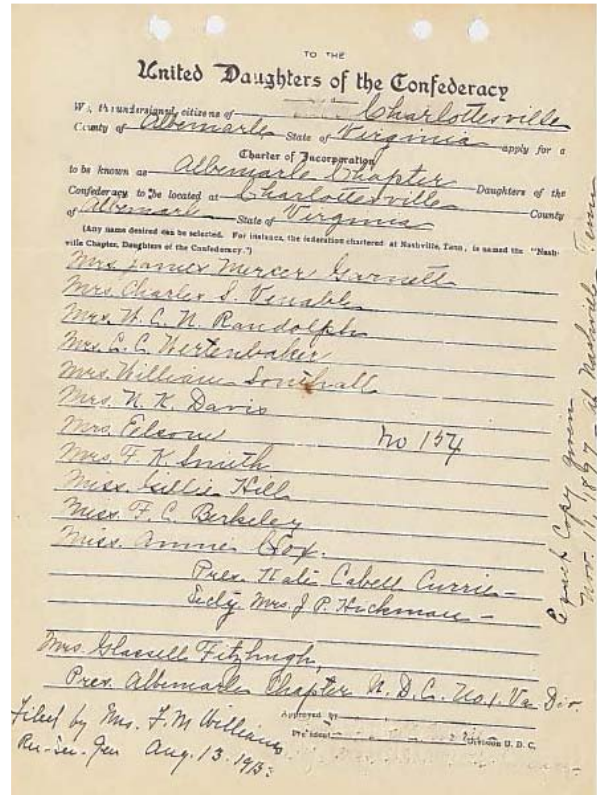 TO THE
United Daughters of the Confederacy
We, the undersigned, citizens of Charlottesville
County of Albemarle State of Virginia apply for a
Charter of Incorporation
to be known as Albemarle Chapter Daughters of the
Confederacy to be located at Charlottesville County
of Albemarle State of Virginia
(Any name desired can be selected. For instance, the federation chartered at Nashville, Tenn., is named the "Nash-
ville Chapter, Daughters of the Confederacy.")
Mrs James Mercer Garnett
Mrs. Charles S. Venable
Mrs. W. C. N. Randolph
Mrs. C. C. Wertenbaker
Mrs. William Southall
Mrs. N. K. Davis
Mrs.
No 154
Mrs. F. K. Smith
Miss. Lillie Hill
Miss. F. C. Berkeley
Miss. Annie
Pres. Katie Cabell Currie—
Secty. Mrs. J. P. Hickman—
Mrs. Glassell Fitzhugh,
Pres. Albemarle Chapter U. D. C. No. 1. Va Div.
Approved by
President Division U. D. C.
Filed by Mrs. F. M. Williams
Rec-Sec-Gen Aug. 13. 1913.
Exact Copy given
Nov. 11, 1897 at Nashville Tenn